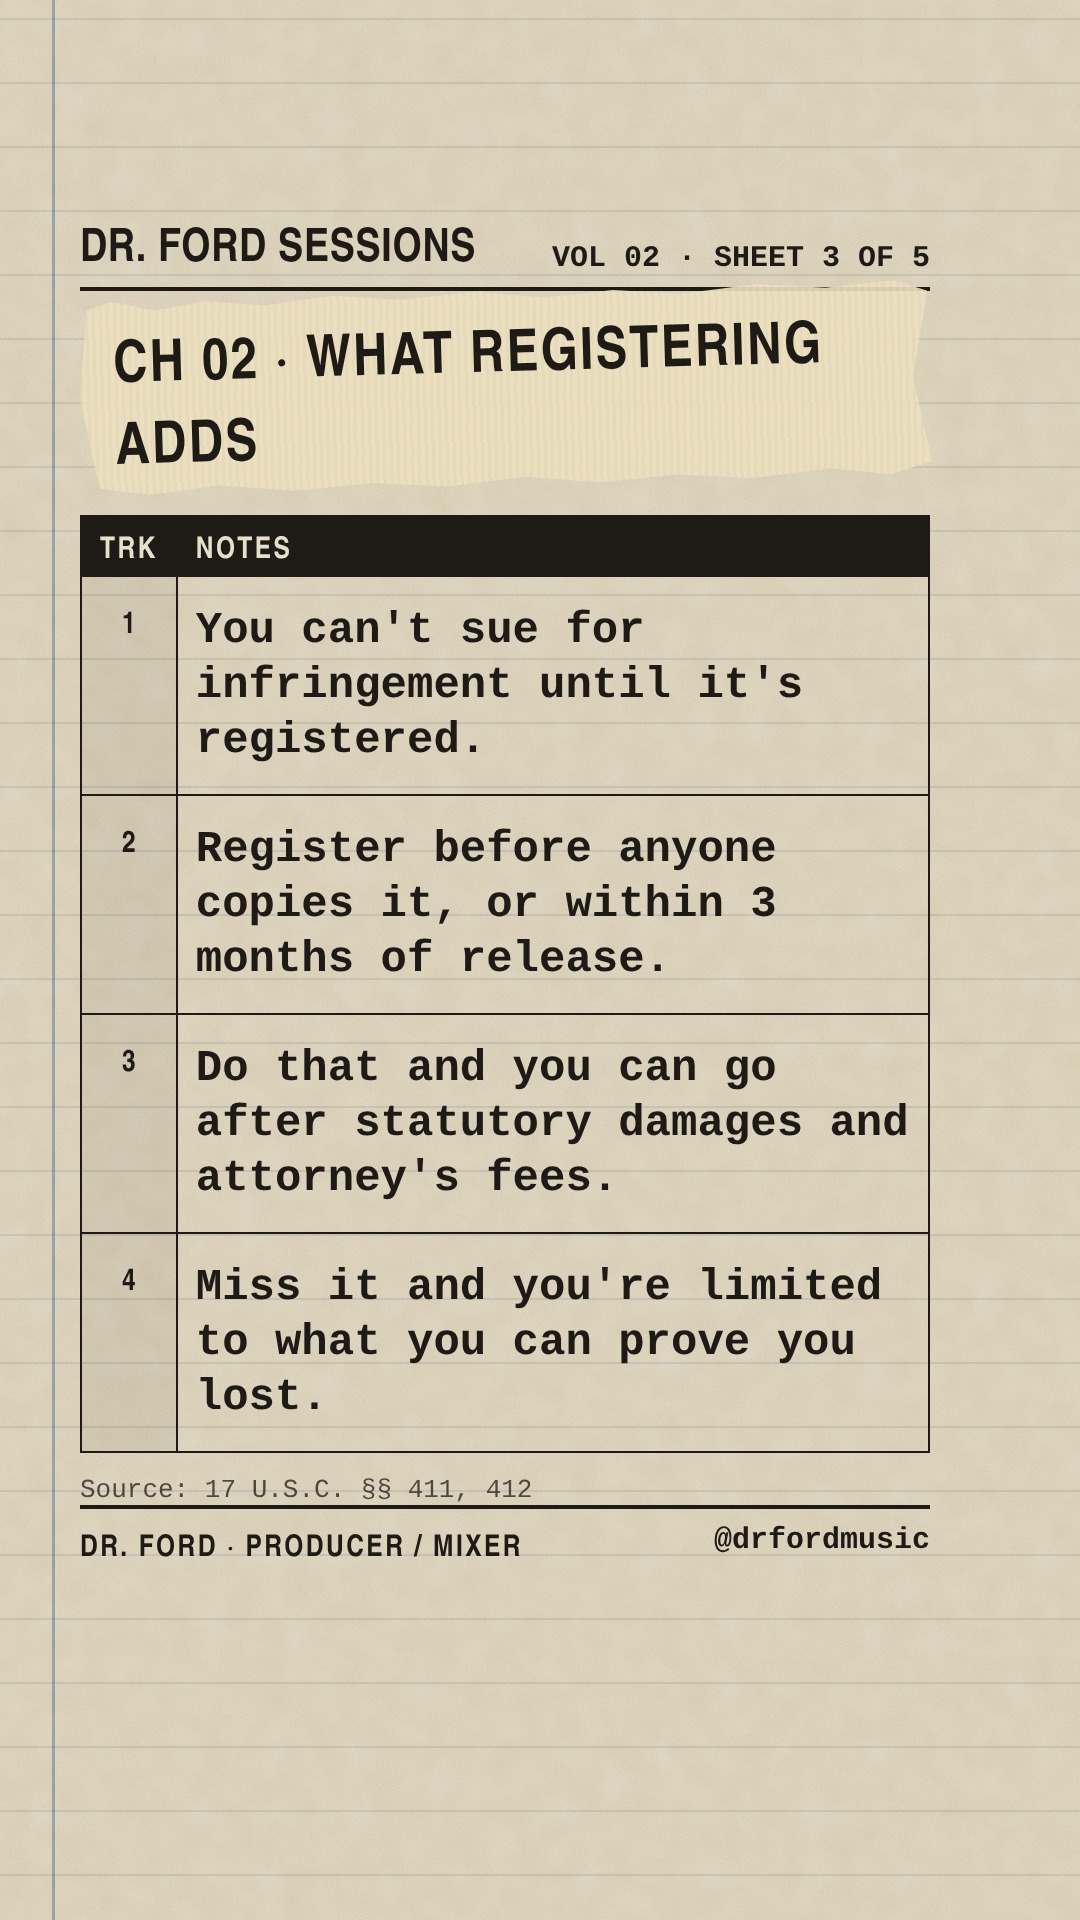 DR. FORD SESSIONS
VOL 02 · SHEET 3 OF 5
CH 02 · WHAT REGISTERING
ADDS
TRK NOTES
1 You can't sue for
infringement until it's
registered.
2 Register before anyone
copies it, or within 3
months of release.
3 Do that and you can go
after statutory damages and
attorney's fees.
4 Miss it and you're limited
to what you can prove you
lost.
Source: 17 U.S.C. §§ 411, 412
DR. FORD · PRODUCER / MIXER
@drfordmusic